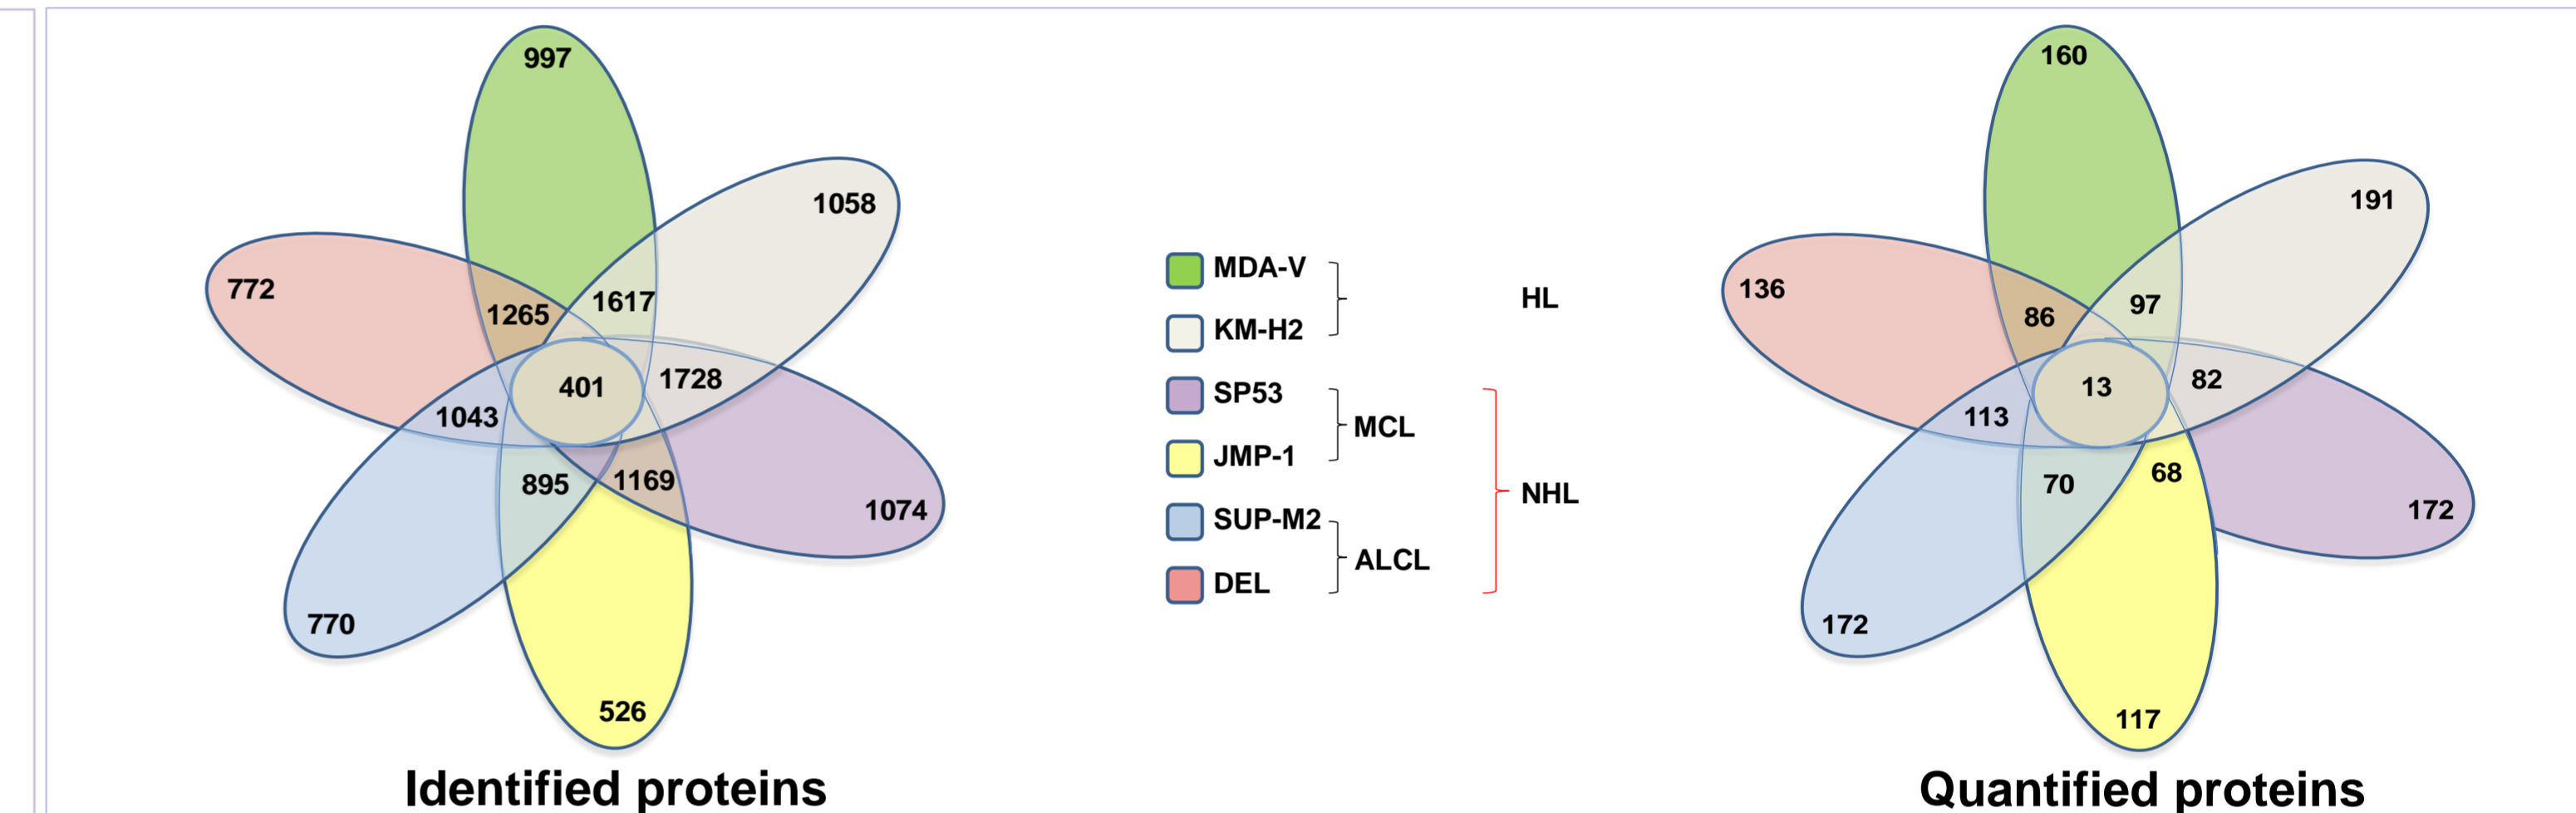 997
1058
772
1265
1617
401
1728
1043
895
1169
1074
770
526
Identified proteins
MDA-V
KM-H2
HL
SP53
JMP-1
MCL
NHL
SUP-M2
DEL
ALCL
160
191
136
86
97
13
82
113
70
68
172
172
117
Quantified proteins